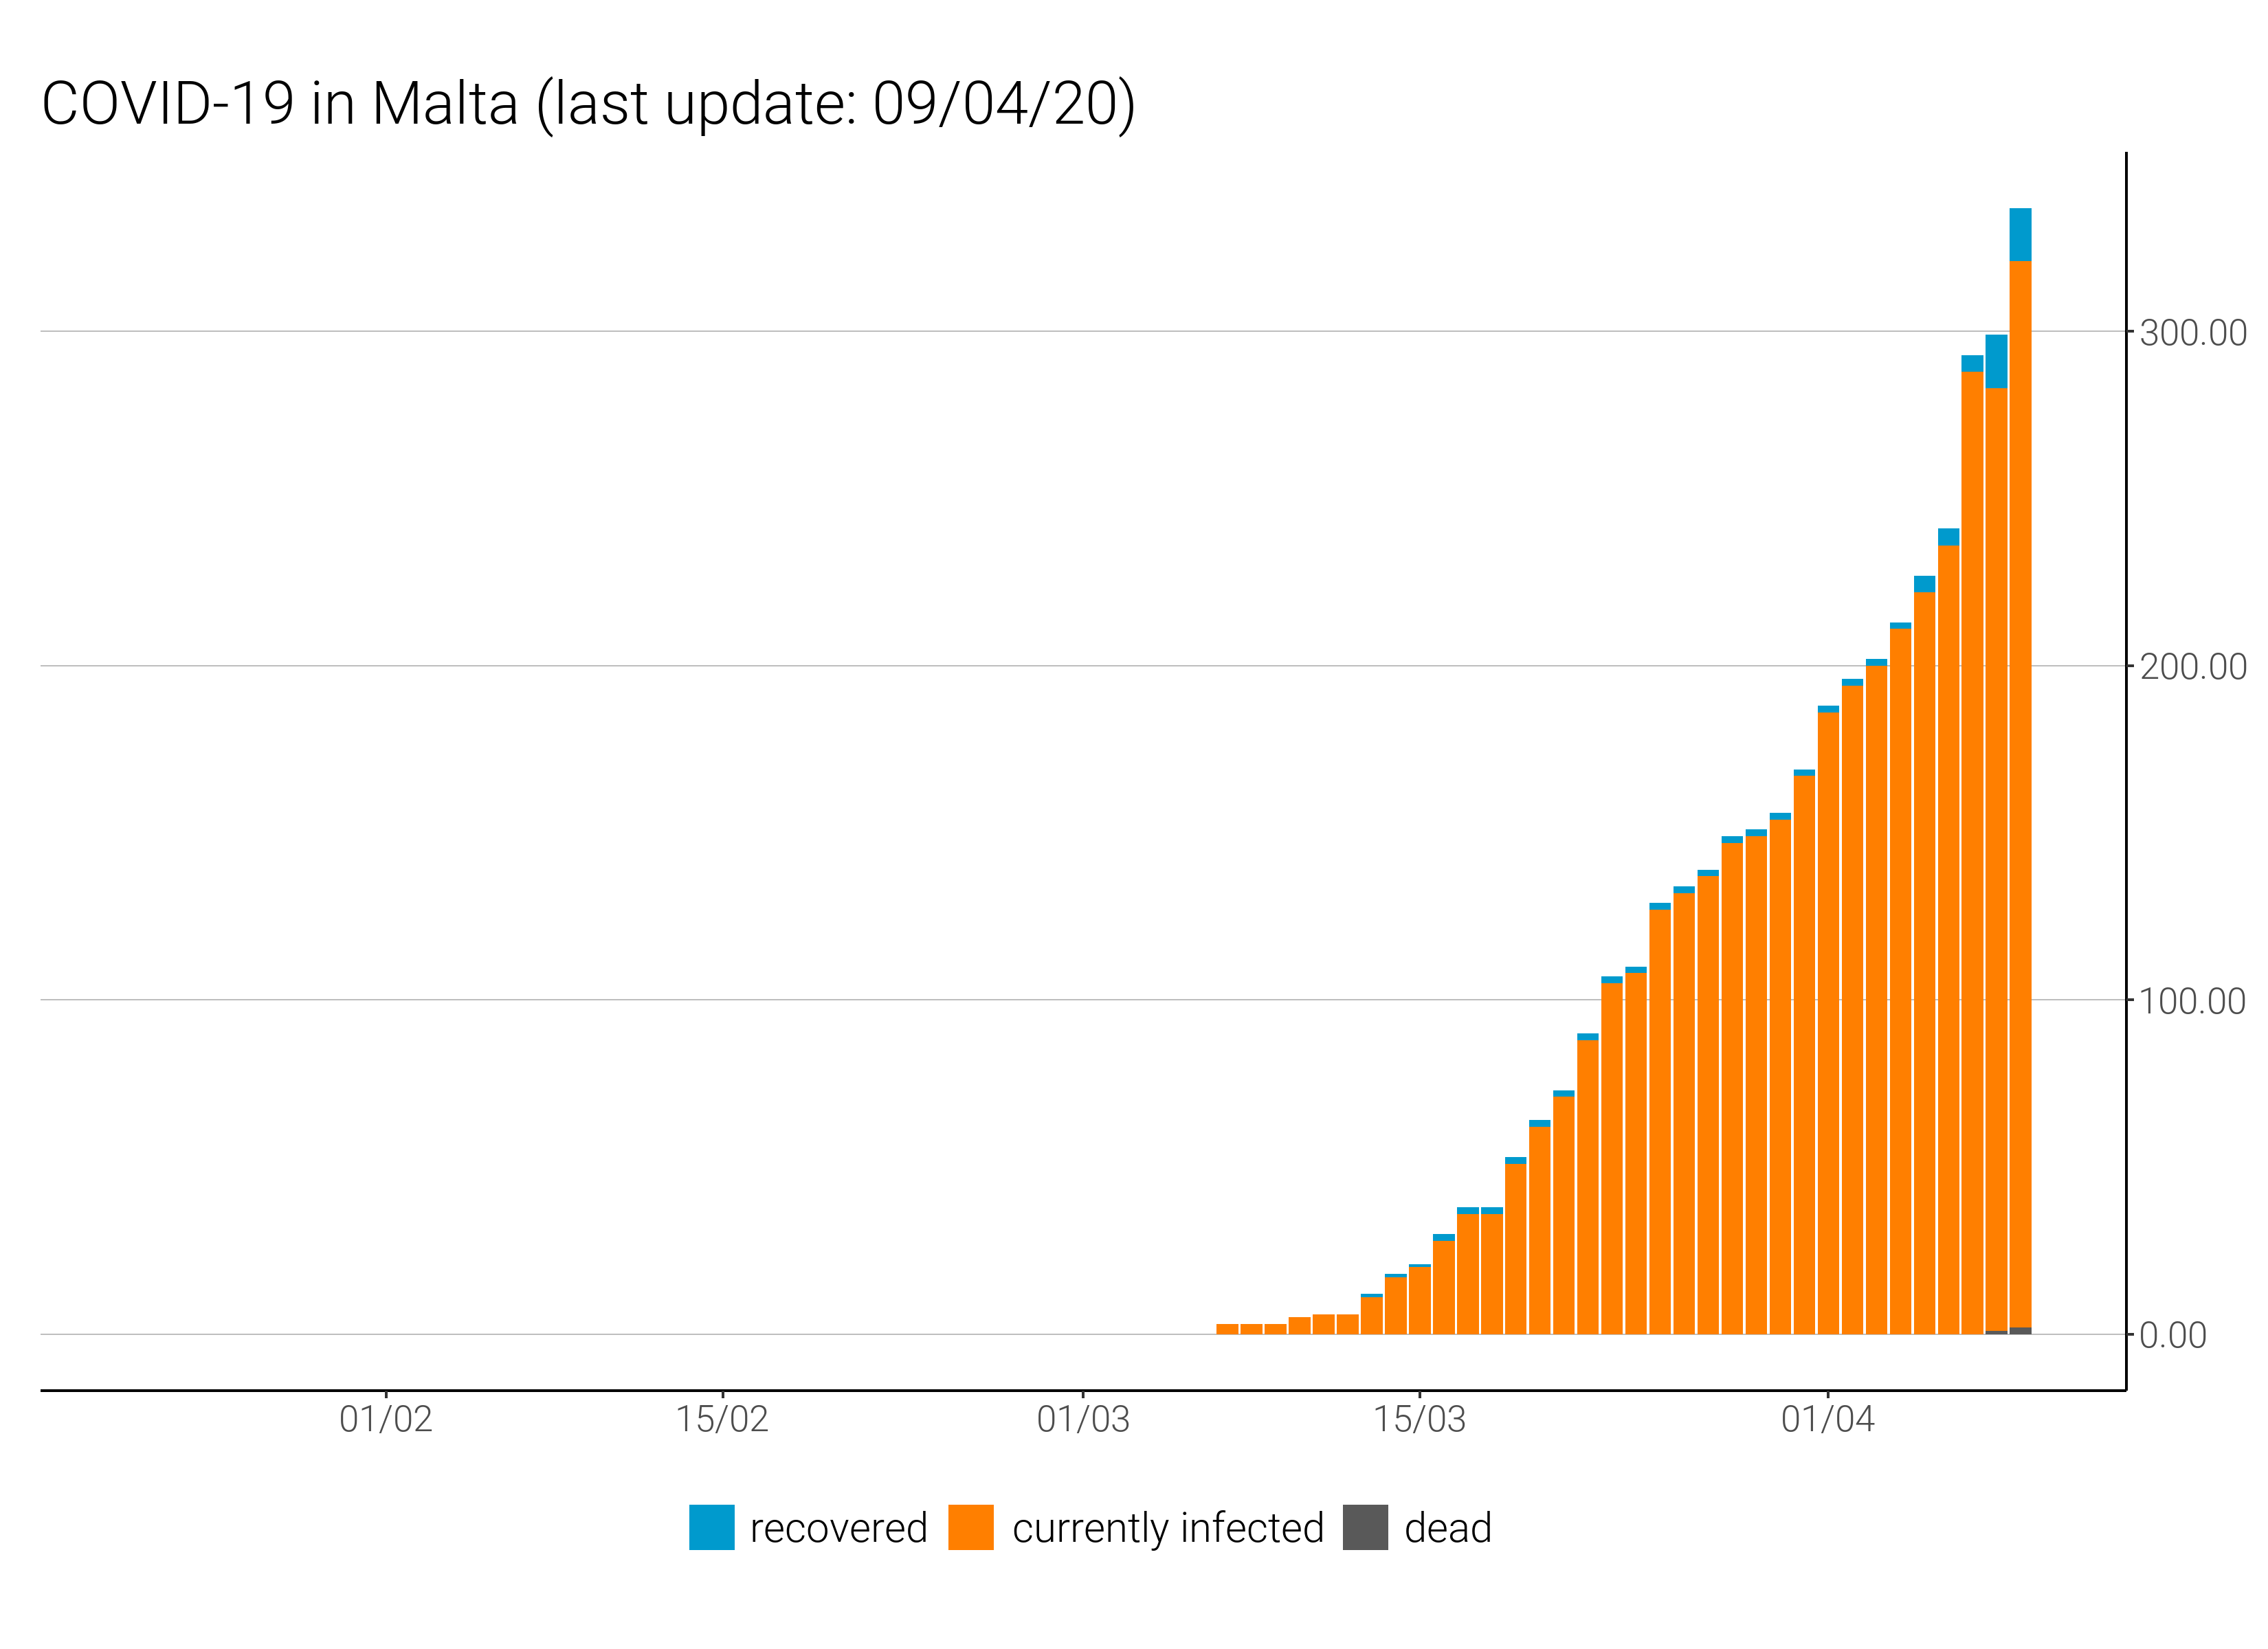 COVID-19 in Malta (last update: 09/04/20)
300.00
200.00
100.00
0.00
01/02 15/02 01/03 15/03 01/04
recovered currently infected dead